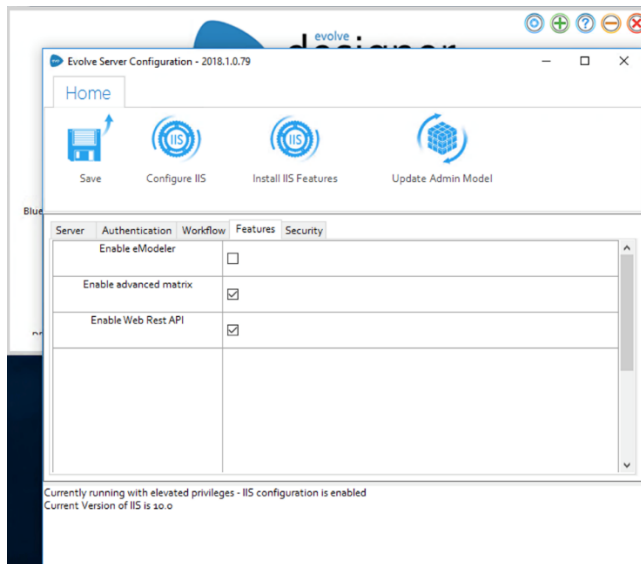 evolve
designer
Evolve Server Configuration - 2018.1.0.79
Home
Save
Configure IIS
Install IIS Features
Update Admin Model
Blue
Server
Authentication
Workflow
Features
Security
Enable eModeler
Enable advanced matrix
Enable Web Rest API
Currently running with elevated privileges - IIS configuration is enabled
Current Version of IIS is 10.0